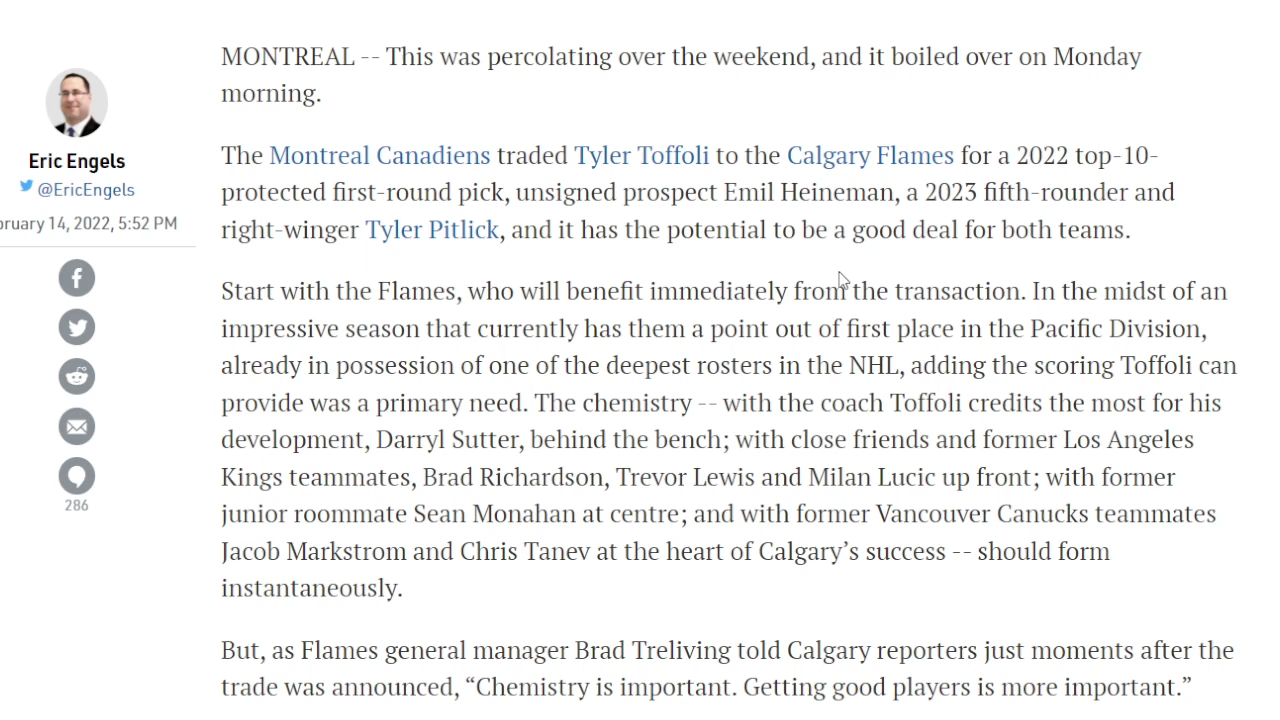 Eric Engels
@EricEngels
bruary 14, 2022, 5:52 PM
286
MONTREAL -- This was percolating over the weekend, and it boiled over on Monday
morning.
The Montreal Canadiens traded Tyler Toffoli to the Calgary Flames for a 2022 top-10-
protected first-round pick, unsigned prospect Emil Heineman, a 2023 fifth-rounder and
right-winger Tyler Pitlick, and it has the potential to be a good deal for both teams.
Start with the Flames, who will benefit immediately from the transaction. In the midst of an
impressive season that currently has them a point out of first place in the Pacific Division,
already in possession of one of the deepest rosters in the NHL, adding the scoring Toffoli can
provide was a primary need. The chemistry -- with the coach Toffoli credits the most for his
development, Darryl Sutter, behind the bench; with close friends and former Los Angeles
Kings teammates, Brad Richardson, Trevor Lewis and Milan Lucic up front; with former
junior roommate Sean Monahan at centre; and with former Vancouver Canucks teammates
Jacob Markstrom and Chris Tanev at the heart of Calgary’s success -- should form
instantaneously.
But, as Flames general manager Brad Treliving told Calgary reporters just moments after the
trade was announced, “Chemistry is important. Getting good players is more important.”